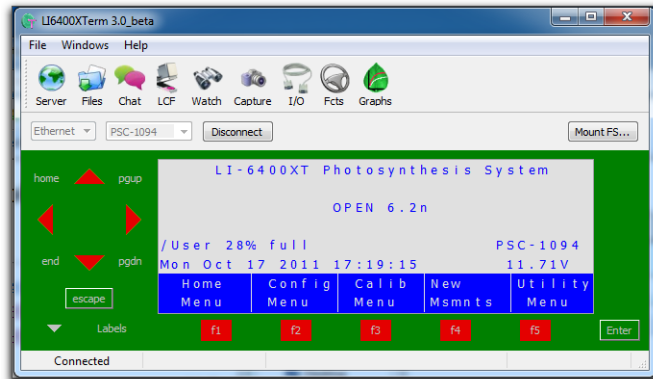 LI6400XTerm 3.0_beta
File Windows Help
Server Files Chat LCF Watch Capture I/O Fcts Graphs
Ethernet PSC-1094 Disconnect Mount FS...
LI-6400XT Photosynthesis System
home pgup
OPEN 6.2n
/User 28% full PSC-1094
end pgdn Mon Oct 17 2011 17:19:15 11.71V
Home Config Calib New Utility
Menu Menu Menu Msmnts Menu
escape
Labels f1 f2 f3 f4 f5 Enter
Connected